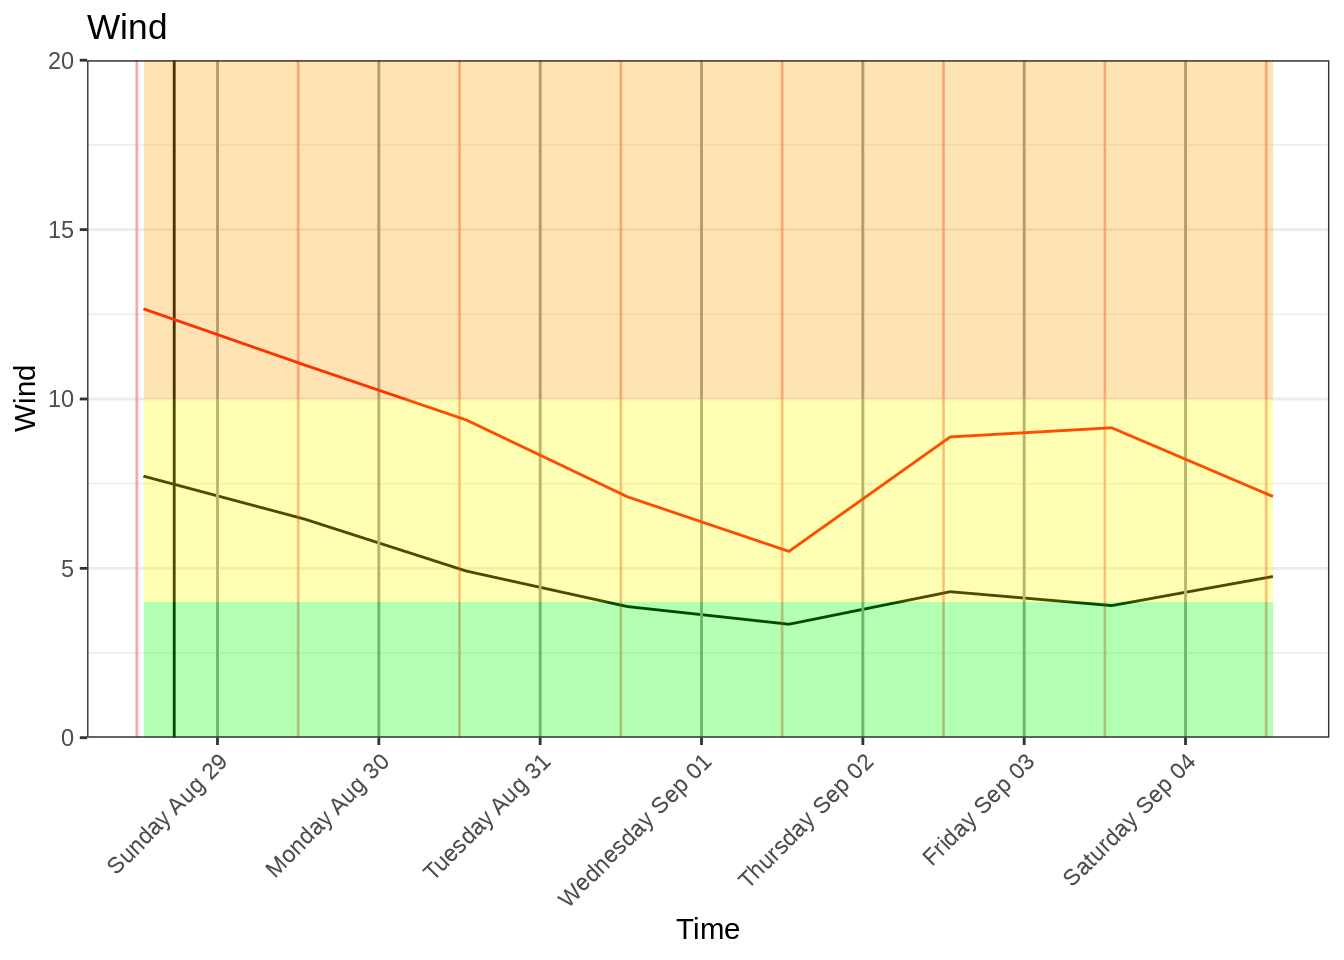 Wind
20
15
10
5
0
Wind
Sunday Aug 29
Monday Aug 30
Tuesday Aug 31
Wednesday Sep 01
Thursday Sep 02
Friday Sep 03
Saturday Sep 04
Time